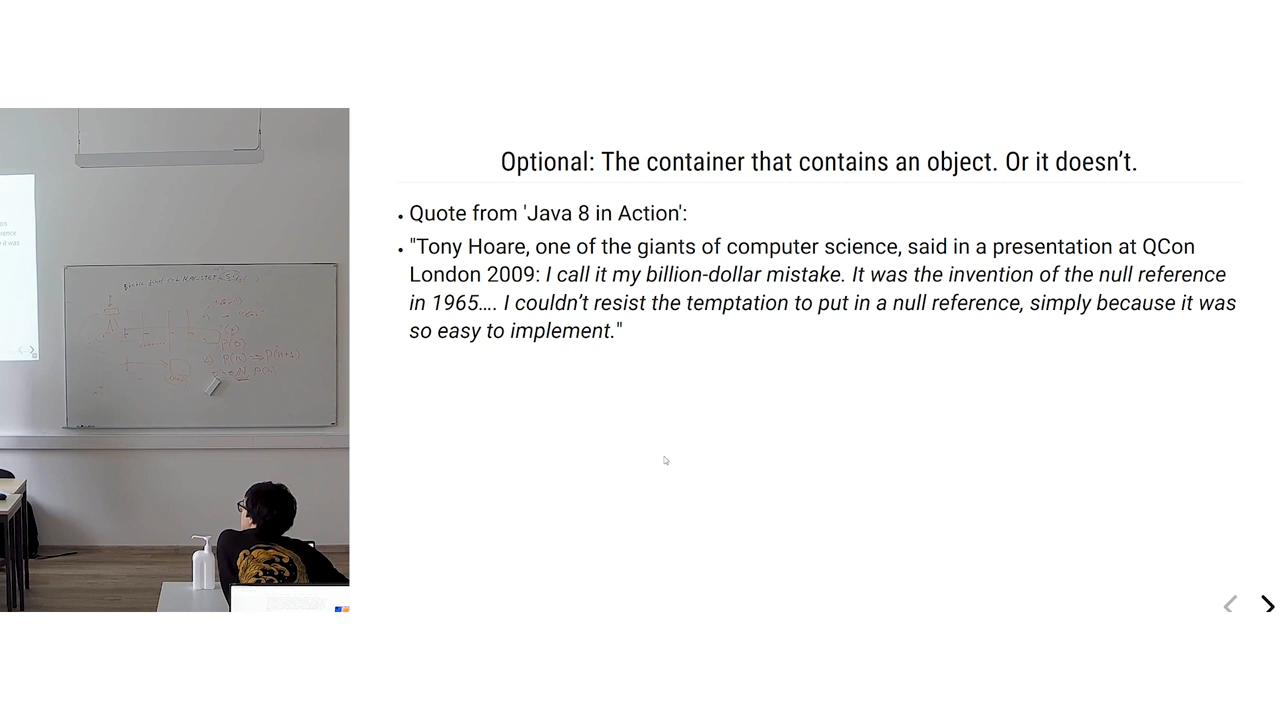 Optional: The container that contains an object. Or it doesn’t.
• Quote from 'Java 8 in Action':
• "Tony Hoare, one of the giants of computer science, said in a presentation at QCon
London 2009: I call it my billion-dollar mistake. It was the invention of the null reference
in 1965.... I couldn’t resist the temptation to put in a null reference, simply because it was
so easy to implement."
P(0)
P(n) => P(n+1)